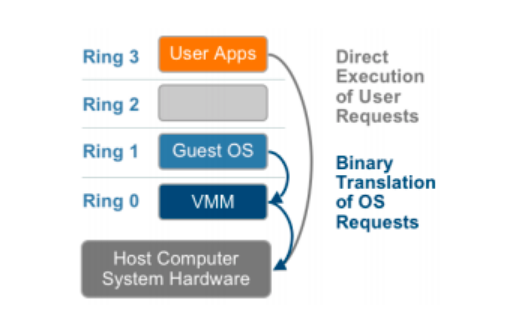 Ring 3
User Apps
Ring 2
Ring 1
Guest OS
Ring 0
VMM
Host Computer
System Hardware
Direct
Execution
of User
Requests
Binary
Translation
of OS
Requests